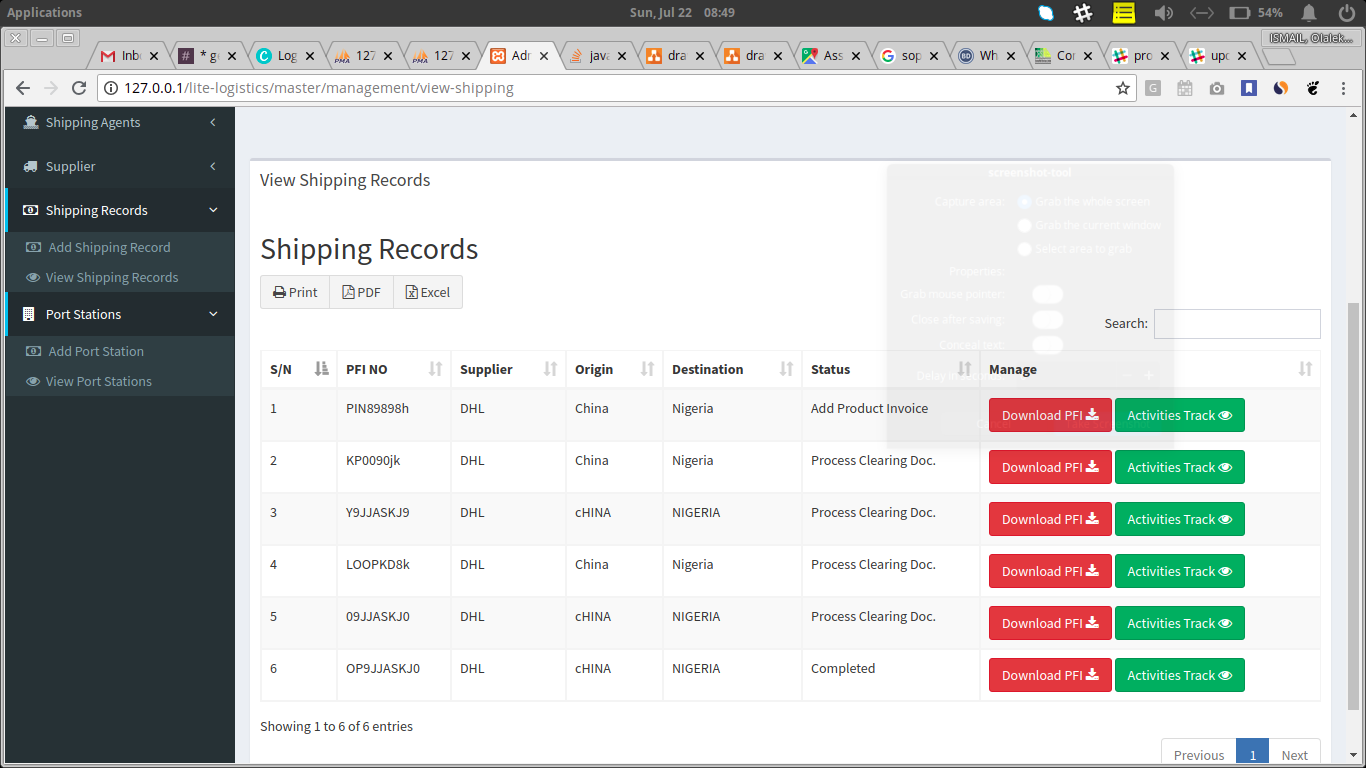 Applications
Sun, Jul 22 08:49
54%
ISMAIL, Olalek...
Inb
* ge
Log
127
127
Adr
java
dra
dra
Ass
sop
Wh
Cor
pro
upc
127.0.0.1/lite-logistics/master/management/view-shipping
Shipping Agents
Supplier
Shipping Records
Add Shipping Record
View Shipping Records
Port Stations
Add Port Station
View Port Stations
View Shipping Records
screenshot-tool
Capture area: Grab the whole screen
Grab the current window
Select area to grab
Properties:
Grab mouse pointer:
Close after saving:
Conceal text:
Shipping Records
Print PDF Excel
Search:
S/N PFI NO Supplier Origin Destination Status Manage
1 PIN89898h DHL China Nigeria Add Product Invoice Download PFI Activities Track
2 KP0090jk DHL China Nigeria Process Clearing Doc. Download PFI Activities Track
3 Y9JJASKJ9 DHL cHINA NIGERIA Process Clearing Doc. Download PFI Activities Track
4 LOOPKD8k DHL China Nigeria Process Clearing Doc. Download PFI Activities Track
5 09JJASKJ0 DHL cHINA NIGERIA Process Clearing Doc. Download PFI Activities Track
6 OP9JJASKJ0 DHL cHINA NIGERIA Completed Download PFI Activities Track
Showing 1 to 6 of 6 entries
Previous 1 Next